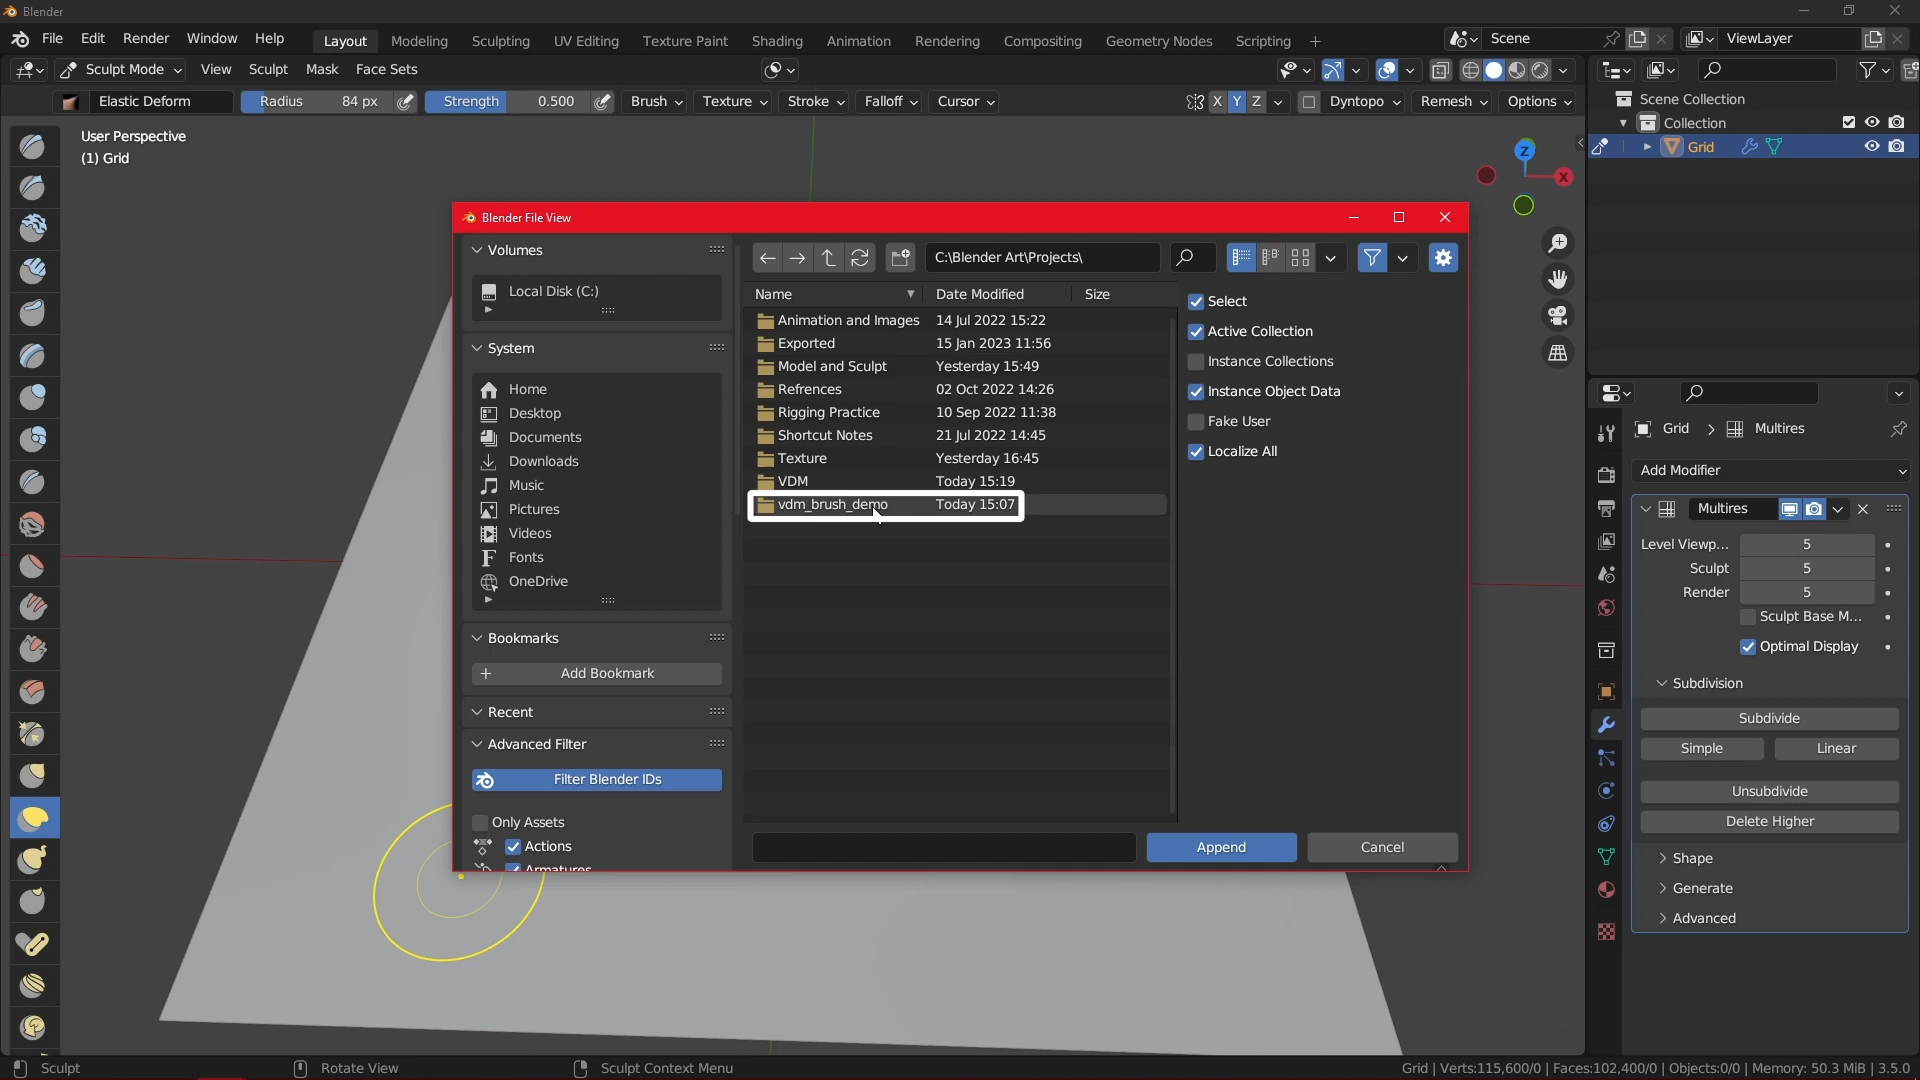 Blender
File Edit Render Window Help Layout Modeling Sculpting UV Editing Texture Paint Shading Animation Rendering Compositing Geometry Nodes Scripting + Scene ViewLayer
Sculpt Mode View Sculpt Mask Face Sets
Elastic Deform Radius 84 px Strength 0.500 Brush Texture Stroke Falloff Cursor X Y Z Dyntopo Remesh Options
Scene Collection
Collection
Grid
User Perspective
(1) Grid
Z
X
Blender File View
Volumes
Local Disk (C:)
System
Home
Desktop
Documents
Downloads
Music
Pictures
Videos
Fonts
OneDrive
Bookmarks
Add Bookmark
Recent
Advanced Filter
Filter Blender IDs
Only Assets
Actions
Armatures
C:\Blender Art\Projects\
Name Date Modified Size
Animation and Images 14 Jul 2022 15:22
Exported 15 Jan 2023 11:56
Model and Sculpt Yesterday 15:49
Refrences 02 Oct 2022 14:26
Rigging Practice 10 Sep 2022 11:38
Shortcut Notes 21 Jul 2022 14:45
Texture Yesterday 16:45
VDM Today 15:19
vdm_brush_demo Today 15:07
Select
Active Collection
Instance Collections
Instance Object Data
Fake User
Localize All
Append Cancel
Grid > Multires
Add Modifier
Multires
Level Viewp... 5
Sculpt 5
Render 5
Sculpt Base M...
Optimal Display
Subdivision
Subdivide
Simple Linear
Unsubdivide
Delete Higher
Shape
Generate
Advanced
Sculpt Rotate View Sculpt Context Menu Grid | Verts:115,600/0 | Faces:102,400/0 | Objects:0/0 | Memory: 50.3 MiB | 3.5.0